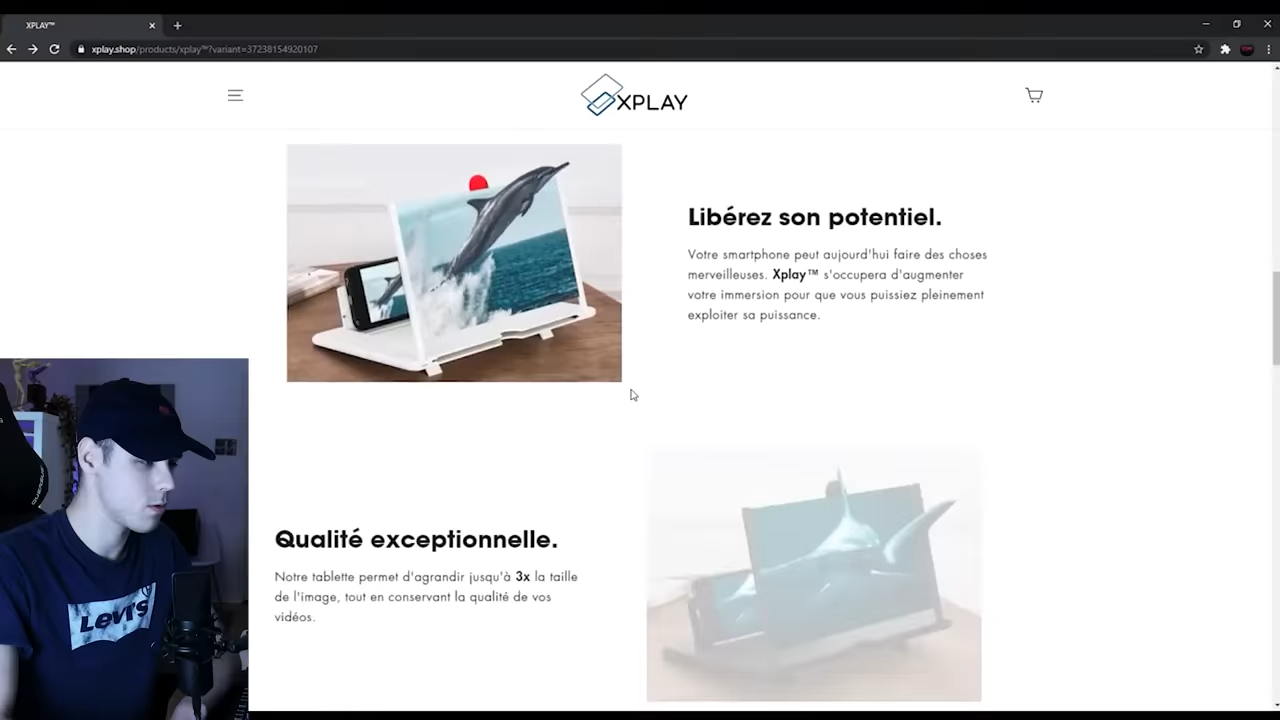 XPLAY™
xplay.shop/products/xplay™?variant=37238154920107
XPLAY
Libérez son potentiel.
Votre smartphone peut aujourd'hui faire des choses
merveilleuses. Xplay™ s'occupera d'augmenter
votre immersion pour que vous puissiez pleinement
exploiter sa puissance.
Qualité exceptionnelle.
Notre tablette permet d'agrandir jusqu'à 3x la taille
de l'image, tout en conservant la qualité de vos
vidéos.
Levi's